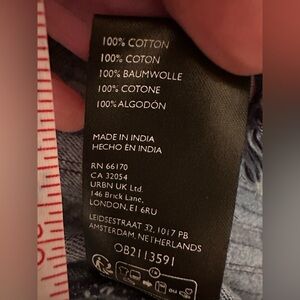 100% COTTON
100% COTON
100% BAUMWOLLE
100% COTONE
100% ALGODÓN
MADE IN INDIA
HECHO EN INDIA
RN 66170
CA 32054
URBN UK Ltd.
146 Brick Lane,
LONDON, E1 6RU
LEIDSESTRAAT 32, 1017 PB
AMSTERDAM, NETHERLANDS
OB2113591
ou